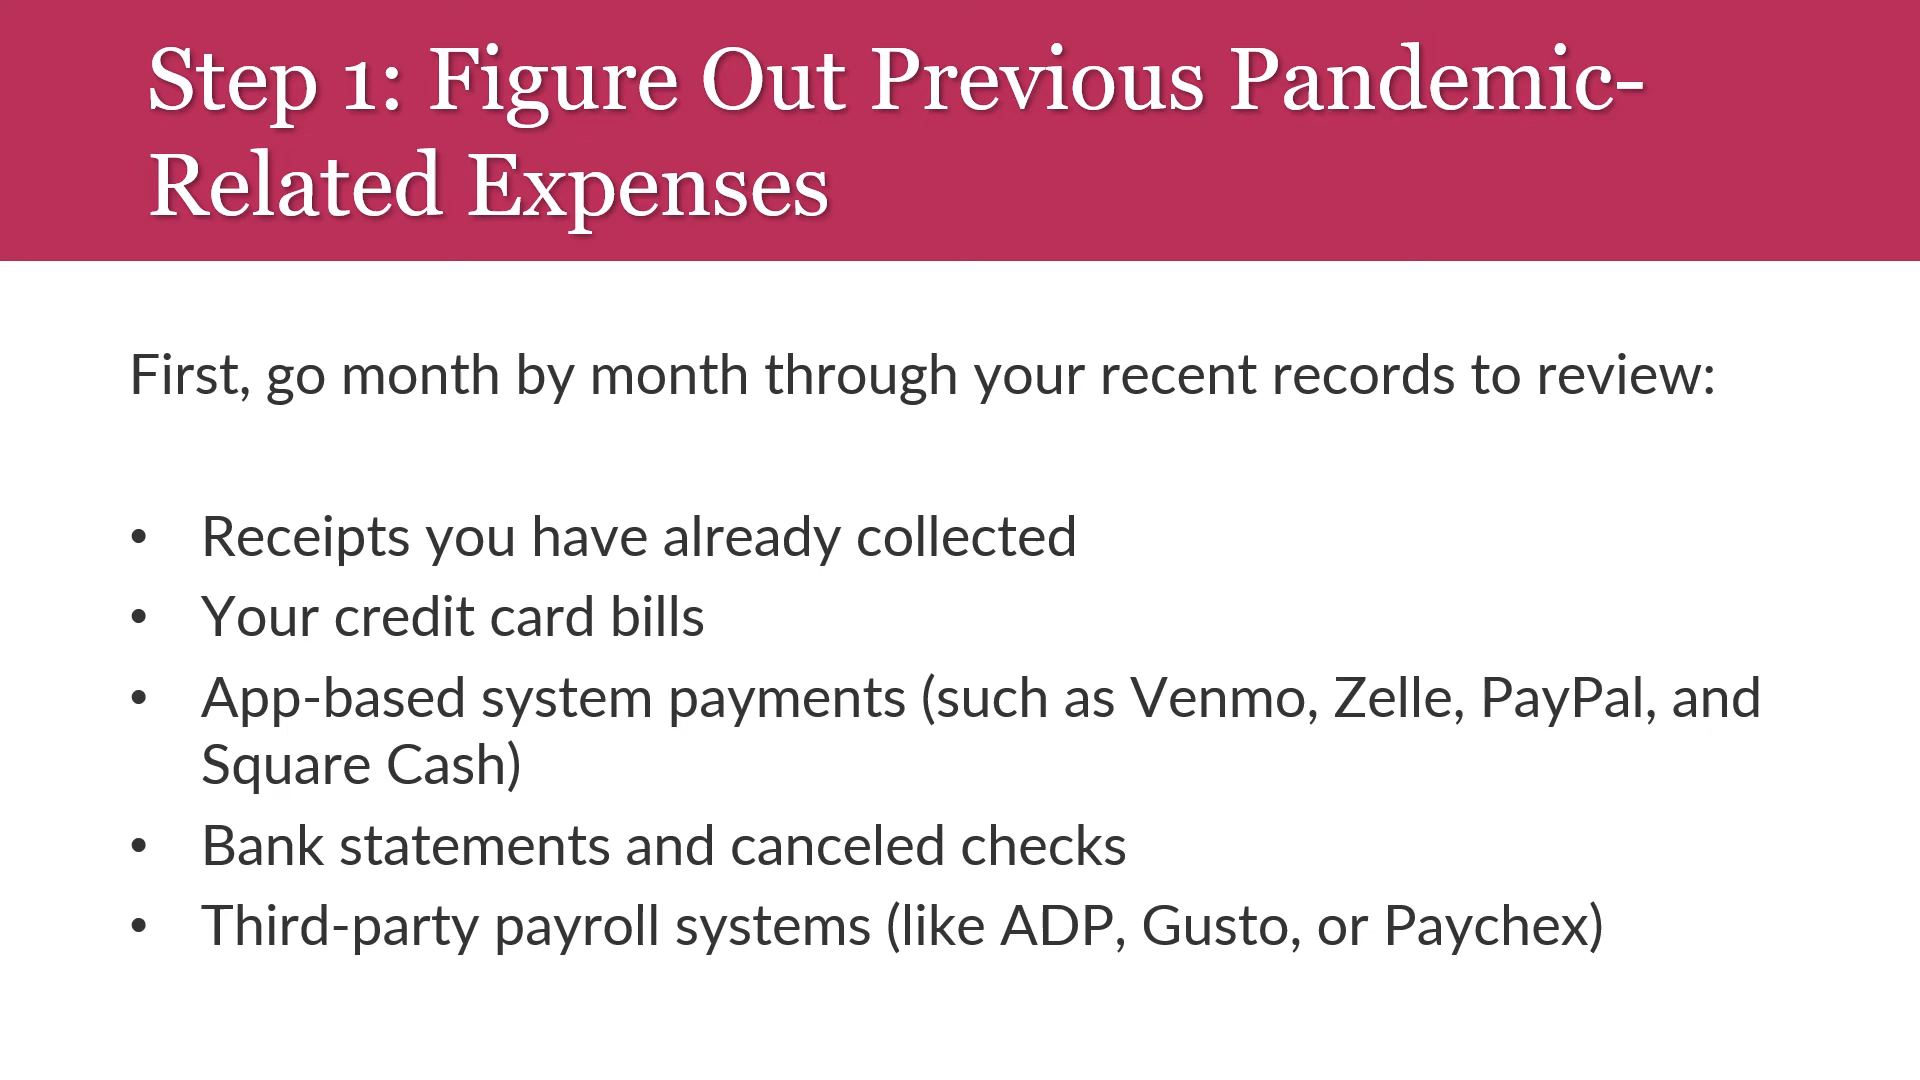 Step 1: Figure Out Previous Pandemic-
Related Expenses
First, go month by month through your recent records to review:
• Receipts you have already collected
• Your credit card bills
• App-based system payments (such as Venmo, Zelle, PayPal, and
Square Cash)
• Bank statements and canceled checks
• Third-party payroll systems (like ADP, Gusto, or Paychex)